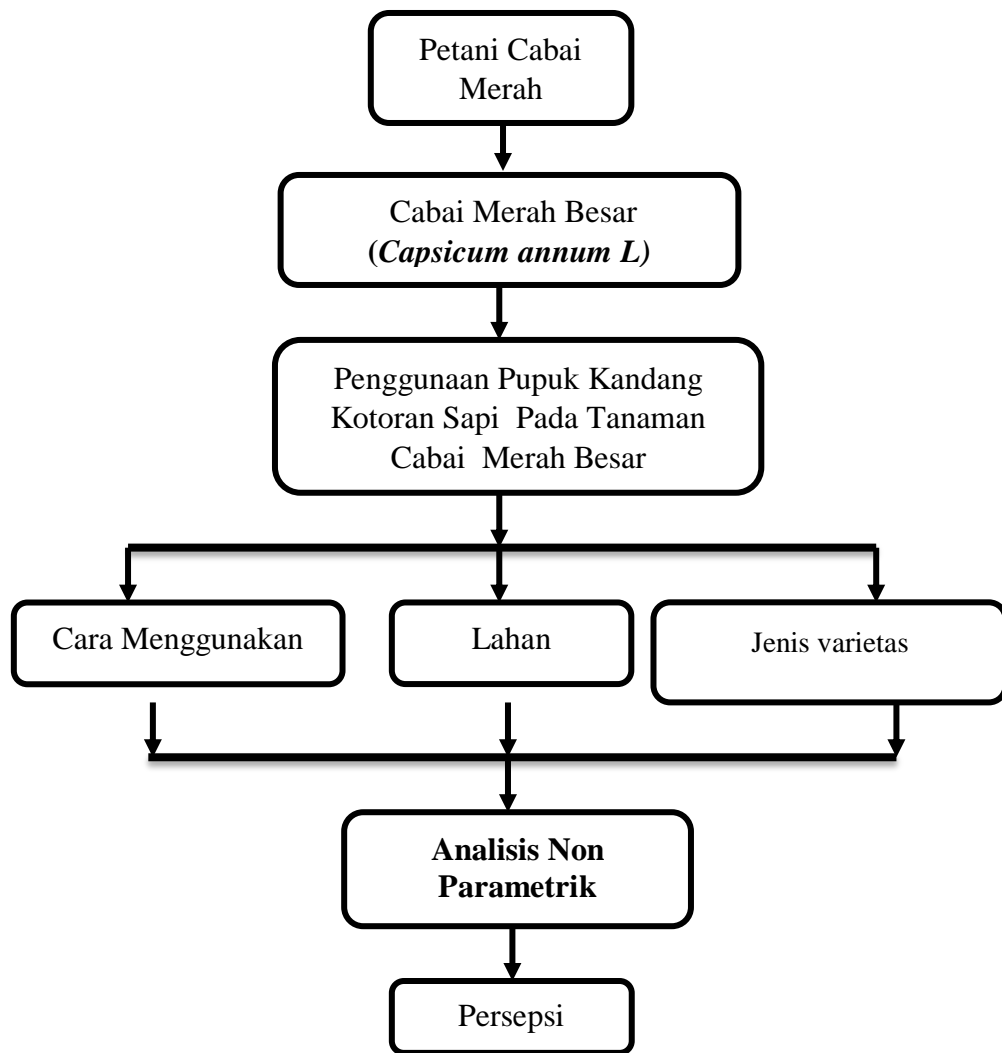 Petani Cabai
Merah
Cabai Merah Besar
(Capsicum annum L)
Penggunaan Pupuk Kandang
Kotoran Sapi Pada Tanaman
Cabai Merah Besar
Cara Menggunakan
Lahan
Jenis varietas
Analisis Non
Parametrik
Persepsi